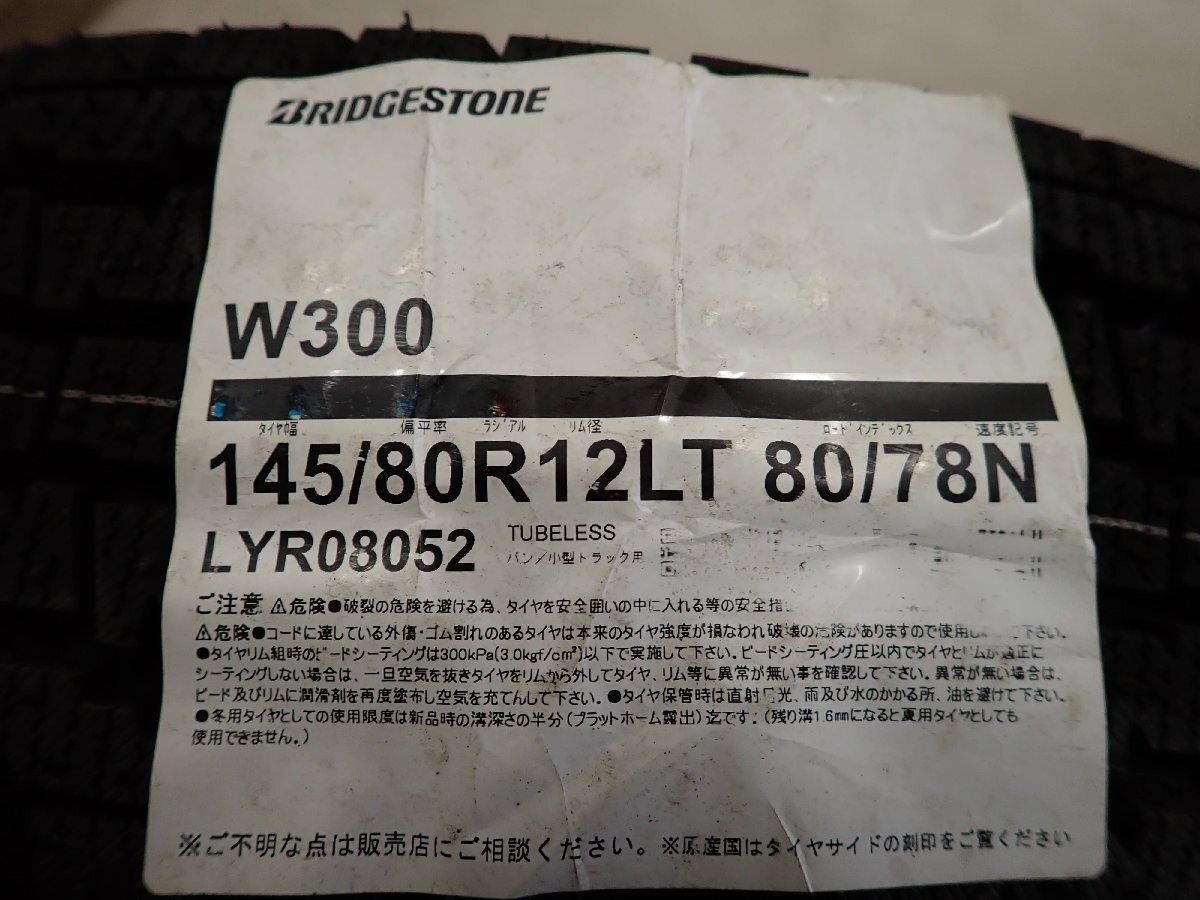 BRIDGESTONE
W300
タイヤ幅 偏平率 ラジアル リム径 ロードインデックス 速度記号
145/80R12LT 80/78N
LYR08052 TUBELESS
バン/小型トラック用
ご注意 ⚠危険●破裂の危険を避ける為、タイヤを安全囲いの中に入れる等の安全措
⚠危険●コードに達している外傷・ゴム割れのあるタイヤは本来のタイヤ強度が損なわれ破壊の危険がありますので使用し 下さい。
●タイヤリム組時のビードシーティングは300kPa(3.0kgf/c㎡)以下で実施して下さい。ビードシーティング圧以内でタイヤとリムが適正に
シーティングしない場合は、一旦空気を抜きタイヤをリムから外してタイヤ、リム等に異常が無い事を確認して下さい。異常が無い場合は、
ビード及びリムに潤滑剤を再度塗布し空気を充てんして下さい。●タイヤ保管時は直射日光、雨及び水のかかる所、油を避けて下さい。
●冬用タイヤとしての使用限度は新品時の溝深さの半分(プラットホーム露出)迄です。(残り溝1.6mmになると夏用タイヤとしても
使用できません。)
※ご不明な点は販売店にご相談ください。※原産国はタイヤサイドの刻印をご覧ください